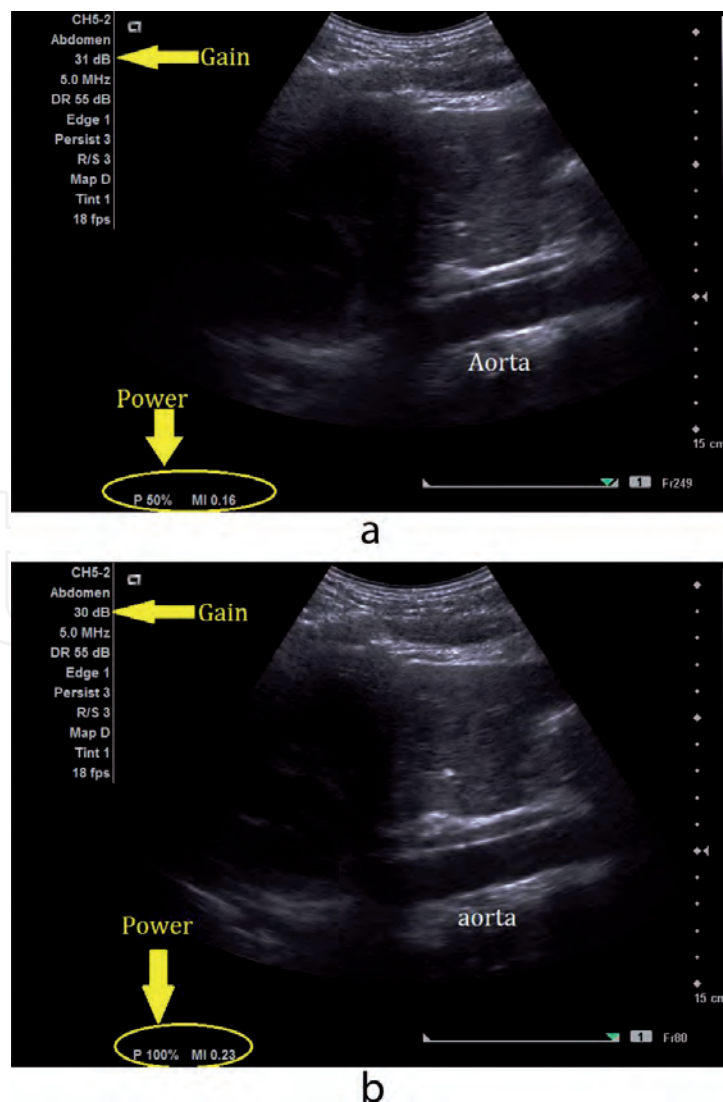 CH5-2
Abdomen
31 dB
Gain
5.0 MHz
DR 55 dB
Edge 1
Persist 3
R/S 3
Map D
Tint 1
18 fps
Aorta
Power
15 cm
P 50% MI 0.16
1 Fr249
a
CH5-2
Abdomen
30 dB
Gain
5.0 MHz
DR 55 dB
Edge 1
Persist 3
R/S 3
Map D
Tint 1
18 fps
aorta
Power
15 cm
P 100% MI 0.23
1 Fr80
b